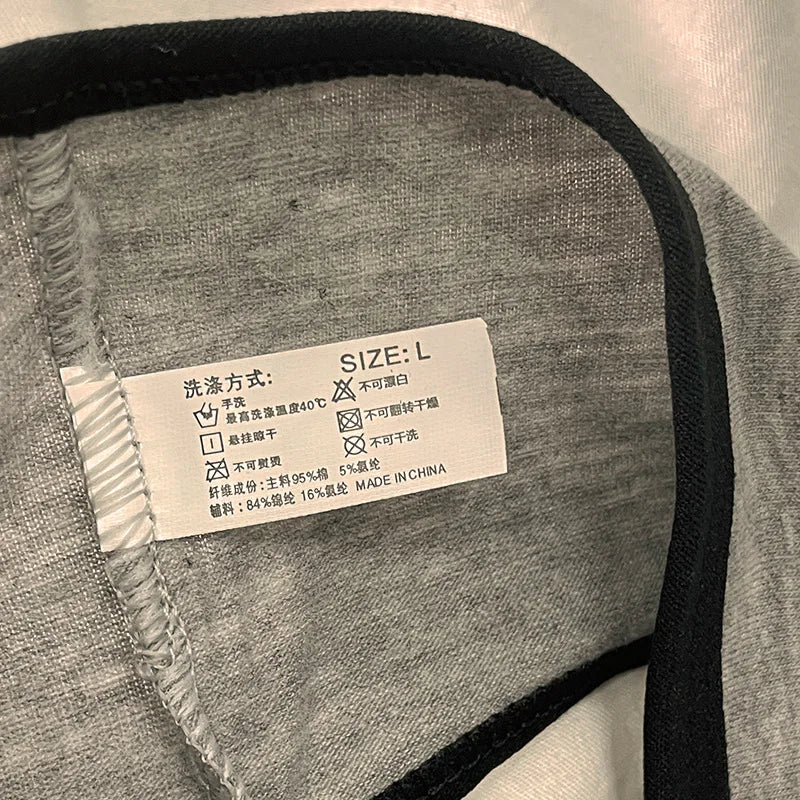 SIZE: L
洗涤方式:
手洗
最高洗涤温度40℃
不可漂白
悬挂晾干
不可翻转干燥
不可熨烫
不可干洗
纤维成份:主料95%棉 5%氨纶
辅料:84%锦纶 16%氨纶 MADE IN CHINA